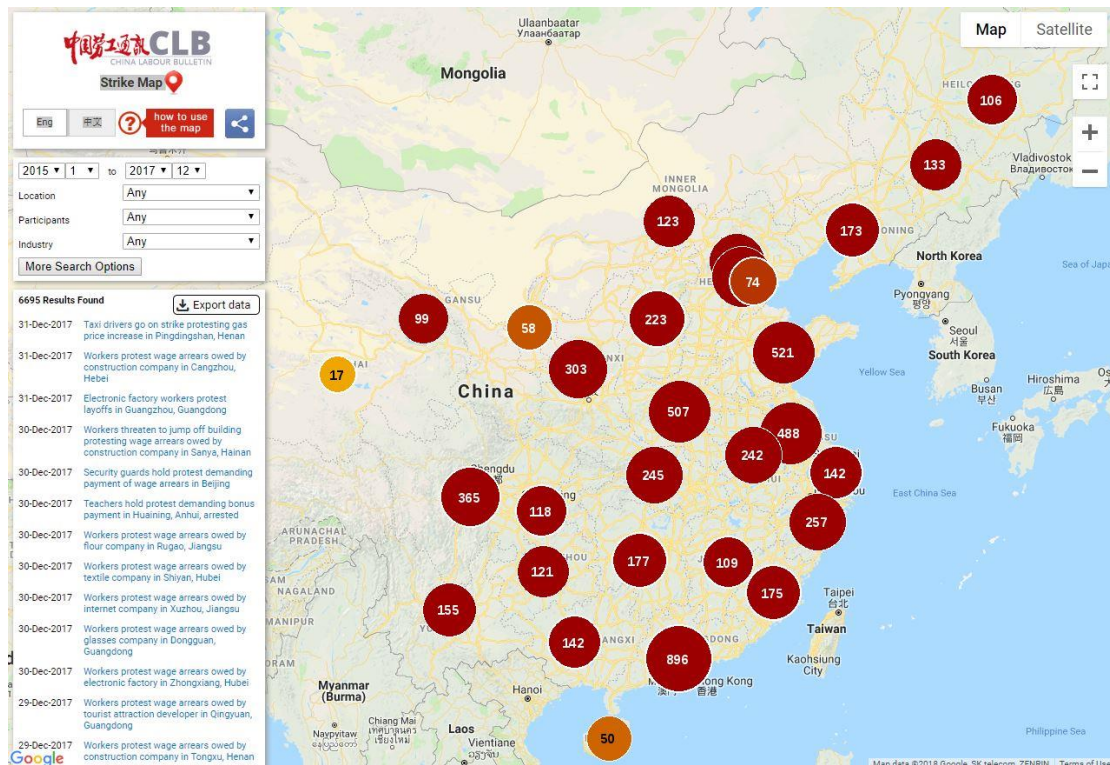 中国劳工通讯CLB
CHINA LABOUR BULLETIN
Strike Map
Eng
中文
?
how to use
the map
2015 1 to 2017 12
Location Any
Participants Any
Industry Any
More Search Options
6695 Results Found Export data
31-Dec-2017 Taxi drivers go on strike protesting gas
price increase in Pingdingshan, Henan
31-Dec-2017 Workers protest wage arrears owed by
construction company in Cangzhou,
Hebei
31-Dec-2017 Electronic factory workers protest
layoffs in Guangzhou, Guangdong
30-Dec-2017 Workers threaten to jump off building
protesting wage arrears owed by
construction company in Sanya, Hainan
30-Dec-2017 Security guards hold protest demanding
payment of wage arrears in Beijing
30-Dec-2017 Teachers hold protest demanding bonus
payment in Huaining, Anhui, arrested
30-Dec-2017 Workers protest wage arrears owed by
flour company in Rugao, Jiangsu
30-Dec-2017 Workers protest wage arrears owed by
textile company in Shiyan, Hubei
30-Dec-2017 Workers protest wage arrears owed by
internet company in Xuzhou, Jiangsu
30-Dec-2017 Workers protest wage arrears owed by
glasses company in Dongguan,
Guangdong
30-Dec-2017 Workers protest wage arrears owed by
electronic factory in Zhongxiang, Hubei
29-Dec-2017 Workers protest wage arrears owed by
tourist attraction developer in Qingyuan,
Guangdong
29-Dec-2017 Workers protest wage arrears owed by
construction company in Tongxu, Henan
Google
Map Satellite
Ulaanbaatar
Улаанбаатар
Mongolia
106
133
Vladivostok
Владивосток
INNER
MONGOLIA
123
173
North Korea
74
Pyongyang
평양
GANSU
99
58
223
Seoul
서울
South Korea
521
Yellow Sea
17
303
China
Busan
부산
Hiroshima
広島
507
Fukuoka
福岡
488
242
142
245
365
118
East China Sea
257
ARUNACHAL
PRADESH
121
177
109
175
NAGALAND
155
Taipei
台北
Taiwan
MANIPUR
142
896
Kaohsiung
City
Hong Kong
香港
Myanmar
(Burma)
Hanoi
50
Naypyitaw
Chiang Mai
เชียงใหม่
Laos
Vientiane
Philippine Sea
Map data ©2018 Google, SK telecom, ZENRIN Terms of Use